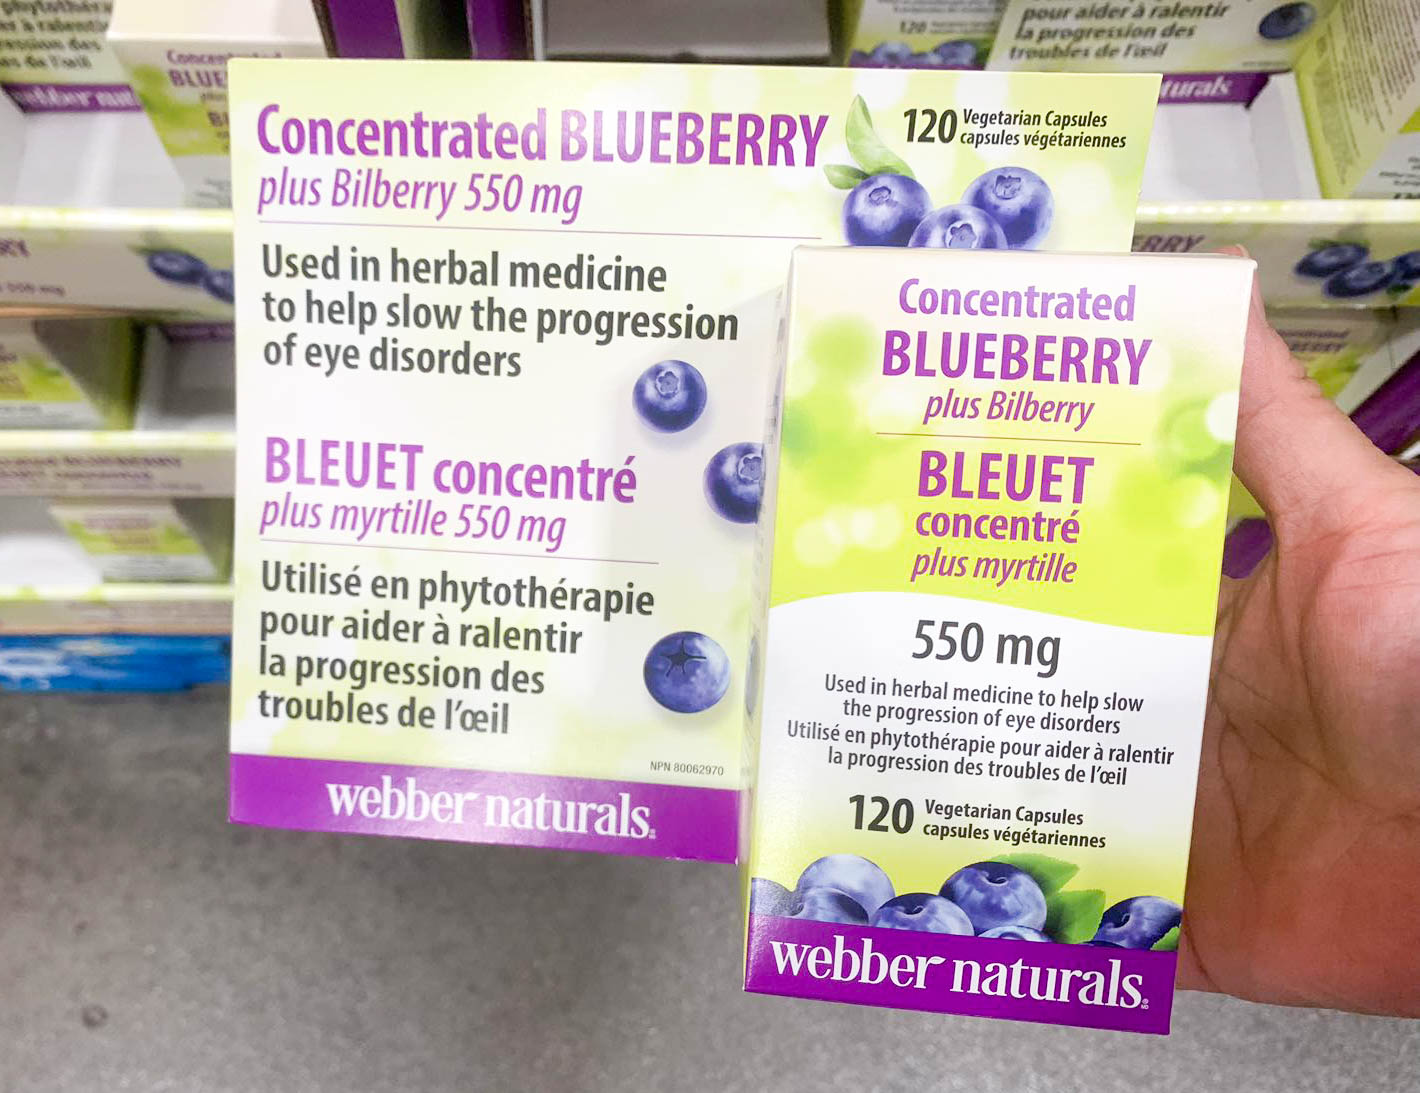 Concentrated BLUEBERRY
plus Bilberry 550 mg
120 Vegetarian Capsules
capsules végétariennes
Used in herbal medicine
to help slow the progression
of eye disorders
BLEUET concentré
plus myrtille 550 mg
Utilisé en phytothérapie
pour aider à ralentir
la progression des
troubles de l'œil
NPN 80062970
webber naturals
Concentrated
BLUEBERRY
plus Bilberry
BLEUET
concentré
plus myrtille
550 mg
Used in herbal medicine to help slow
the progression of eye disorders
Utilisé en phytothérapie pour aider à ralentir
la progression des troubles de l'œil
120 Vegetarian Capsules
capsules végétariennes
webber naturals
pour aider à ralentir
la progression des
troubles de l'œil
turals
120
BLUE
ERRY